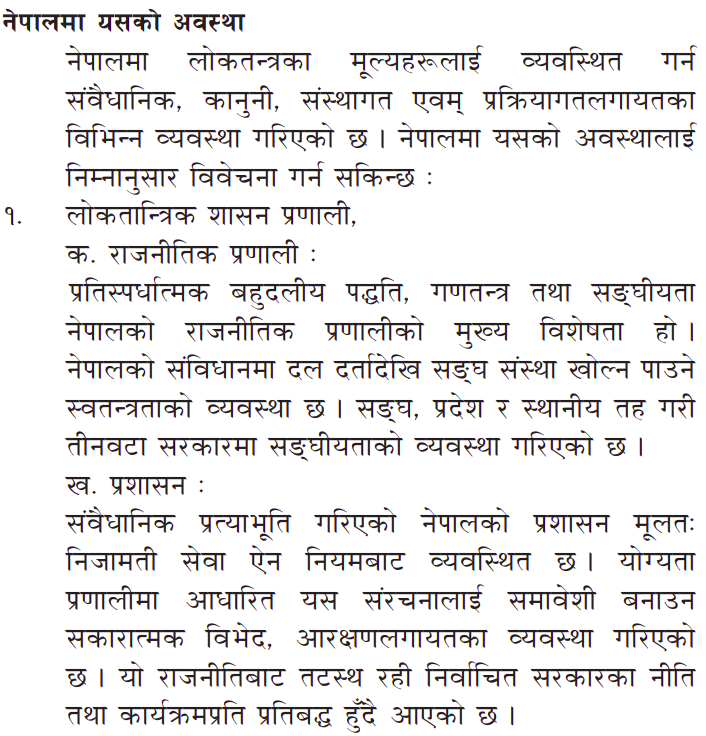 नेपालमा यसको अवस्था
नेपालमा लोकतन्त्रका मूल्यहरूलाई व्यवस्थित गर्न
संवैधानिक, कानुनी, संस्थागत एवम् प्रक्रियागतलगायतका
विभिन्न व्यवस्था गरिएको छ । नेपालमा यसको अवस्थालाई
निम्नानुसार विवेचना गर्न सकिन्छ :
१. लोकतान्त्रिक शासन प्रणाली,
क. राजनीतिक प्रणाली :
प्रतिस्पर्धात्मक बहुदलीय पद्धति, गणतन्त्र तथा सङ्घीयता
नेपालको राजनीतिक प्रणालीको मुख्य विशेषता हो ।
नेपालको संविधानमा दल दर्तादेखि सङ्घ संस्था खोल्न पाउने
स्वतन्त्रताको व्यवस्था छ । सङ्घ, प्रदेश र स्थानीय तह गरी
तीनवटा सरकारमा सङ्घीयताको व्यवस्था गरिएको छ ।
ख. प्रशासन :
संवैधानिक प्रत्याभूति गरिएको नेपालको प्रशासन मूलतः
निजामती सेवा ऐन नियमबाट व्यवस्थित छ । योग्यता
प्रणालीमा आधारित यस संरचनालाई समावेशी बनाउन
सकारात्मक विभेद, आरक्षणलगायतका व्यवस्था गरिएको
छ । यो राजनीतिबाट तटस्थ रही निर्वाचित सरकारका नीति
तथा कार्यक्रमप्रति प्रतिबद्ध हुँदै आएको छ ।